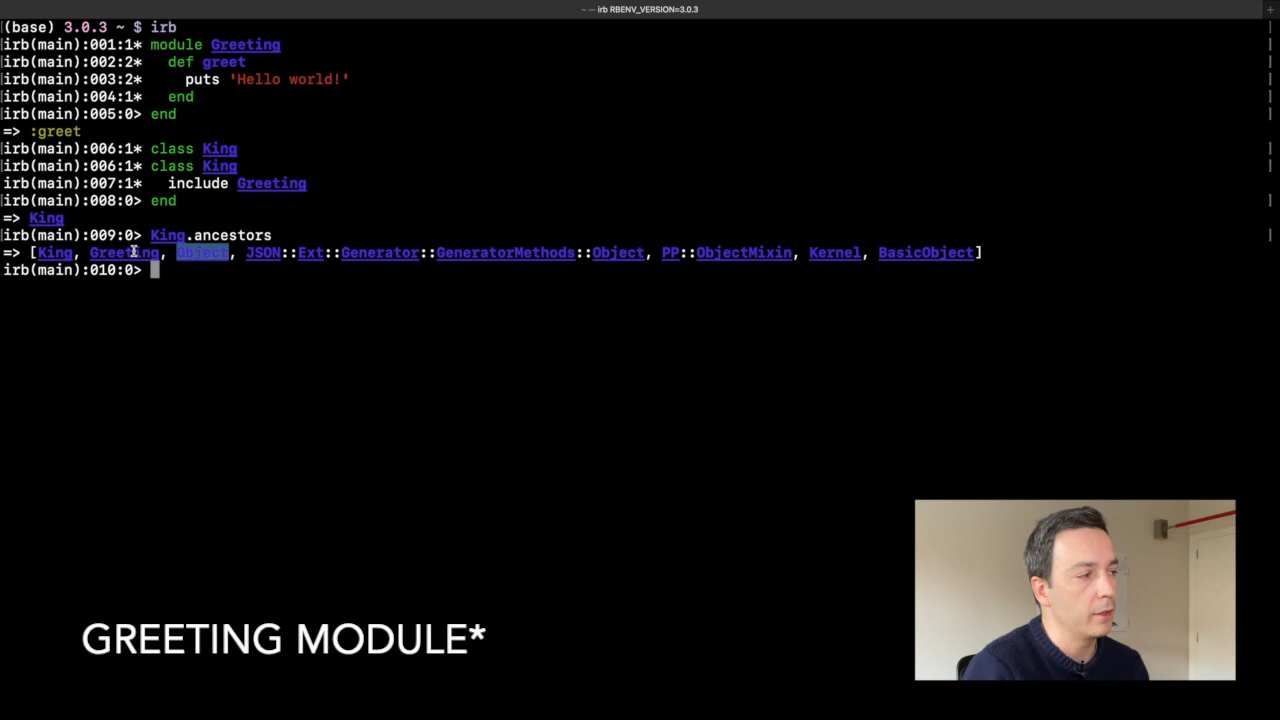 ~ — irb RBENV_VERSION=3.0.3
(base) 3.0.3 ~ $ irb
irb(main):001:1* module Greeting
irb(main):002:2*   def greet
irb(main):003:2*     puts 'Hello world!'
irb(main):004:1*   end
irb(main):005:0> end
=> :greet
irb(main):006:1* class King
irb(main):006:1* class King
irb(main):007:1*   include Greeting
irb(main):008:0> end
=> King
irb(main):009:0> King.ancestors
=> [King, Greeting, Object, JSON::Ext::Generator::GeneratorMethods::Object, PP::ObjectMixin, Kernel, BasicObject]
irb(main):010:0>
GREETING MODULE*